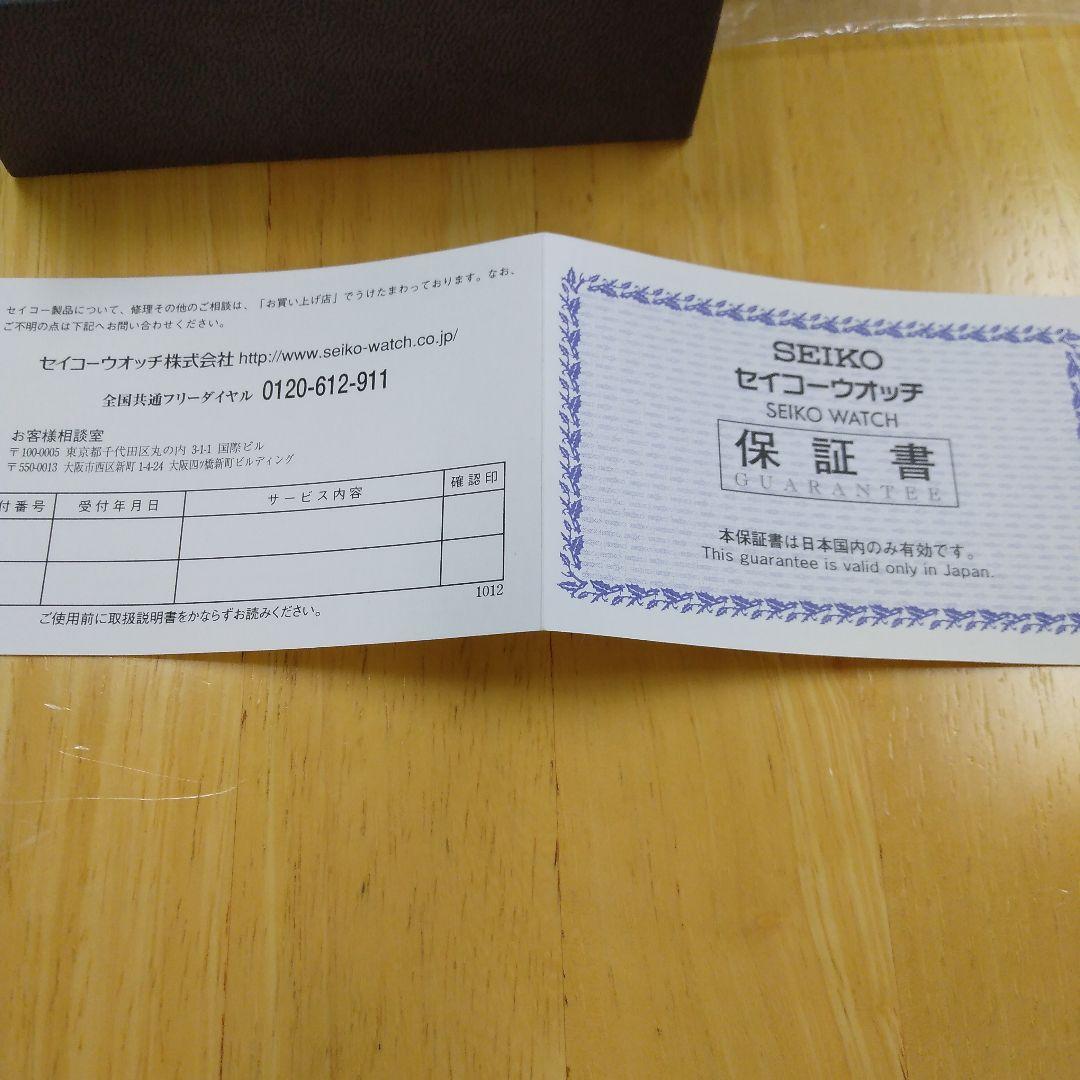 セイコー製品について、修理その他のご相談は、「お買い上げ店」でうけたまわっております。なお、
ご不明の点は下記へお問い合わせください。
セイコーウオッチ株式会社 http://www.seiko-watch.co.jp/
全国共通フリーダイヤル 0120-612-911
お客様相談室
〒100-0005 東京都千代田区丸の内 3-1-1 国際ビル
〒550-0013 大阪市西区新町 1-4-24 大阪四ツ橋新町ビルディング
付番号 受付年月日 サービス内容 確認印
1012
ご使用前に取扱説明書をかならずお読みください。
SEIKO
セイコーウオッチ
SEIKO WATCH
保証書
GUARANTEE
本保証書は日本国内のみ有効です。
This guarantee is valid only in Japan.